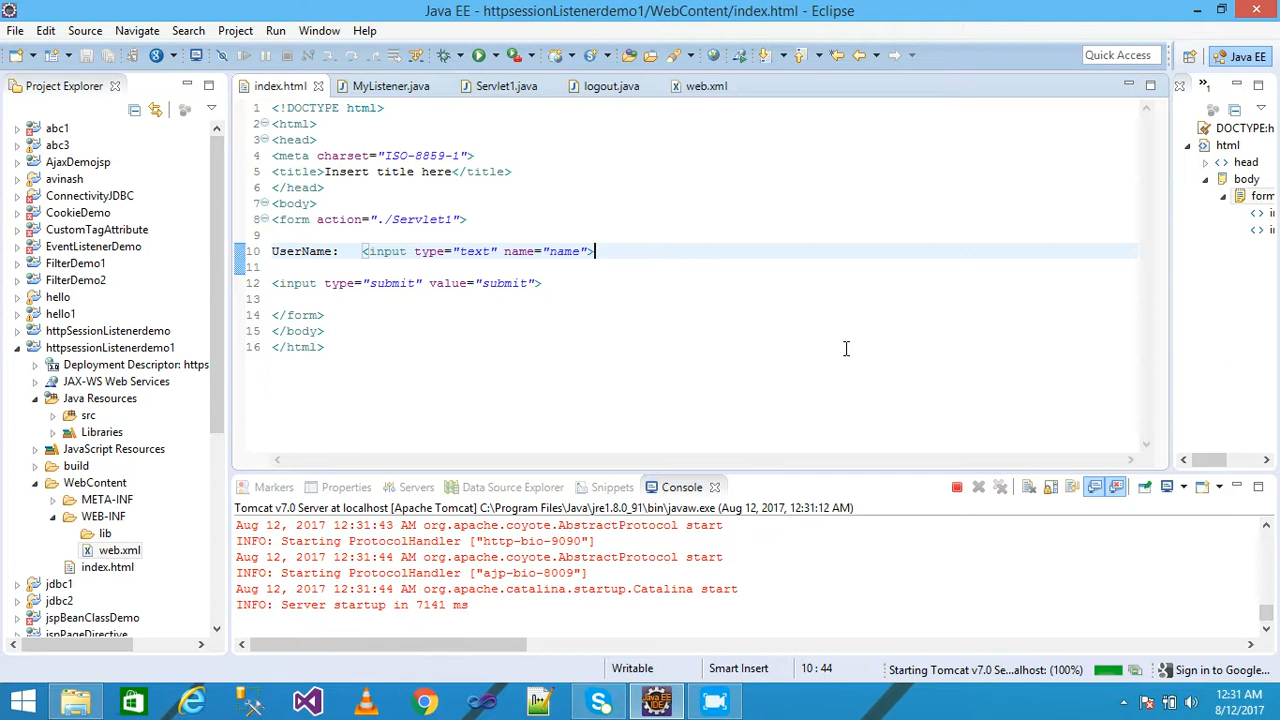 Java EE - httpsessionListenerdemo1/WebContent/index.html - Eclipse
File Edit Source Navigate Search Project Run Window Help
Quick Access
Java EE
Project Explorer
index.html
MyListener.java
Servlet1.java
logout.java
web.xml
1
abc1
abc3
AjaxDemojsp
avinash
ConnectivityJDBC
CookieDemo
CustomTagAttribute
EventListenerDemo
FilterDemo1
FilterDemo2
hello
hello1
httpSessionListenerdemo
httpsessionListenerdemo1
Deployment Descriptor: https
JAX-WS Web Services
Java Resources
src
Libraries
JavaScript Resources
build
WebContent
META-INF
WEB-INF
lib
web.xml
index.html
jdbc1
jdbc2
jspBeanClassDemo
jspPageDirective
1 <!DOCTYPE html>
2 <html>
3 <head>
4 <meta charset="ISO-8859-1">
5 <title>Insert title here</title>
6 </head>
7 <body>
8 <form action="./Servlet1">
9
10 UserName: <input type="text" name="name">
11
12 <input type="submit" value="submit">
13
14 </form>
15 </body>
16 </html>
DOCTYPE:h
html
head
body
form
in
in
Markers
Properties
Servers
Data Source Explorer
Snippets
Console
Tomcat v7.0 Server at localhost [Apache Tomcat] C:\Program Files\Java\jre1.8.0_91\bin\javaw.exe (Aug 12, 2017 12:31:12 AM)
Aug 12, 2017 12:31:43 AM org.apache.coyote.AbstractProtocol start
INFO: Starting ProtocolHandler ["http-bio-9090"]
Aug 12, 2017 12:31:44 AM org.apache.coyote.AbstractProtocol start
INFO: Starting ProtocolHandler ["ajp-bio-8009"]
Aug 12, 2017 12:31:44 AM org.apache.catalina.startup.Catalina start
INFO: Server startup in 7141 ms
Writable
Smart Insert
10 : 44
Starting Tomcat v7.0 Se...alhost: (100%)
Sign in to Google...
Java EE
IDE
12:31 AM
8/12/2017